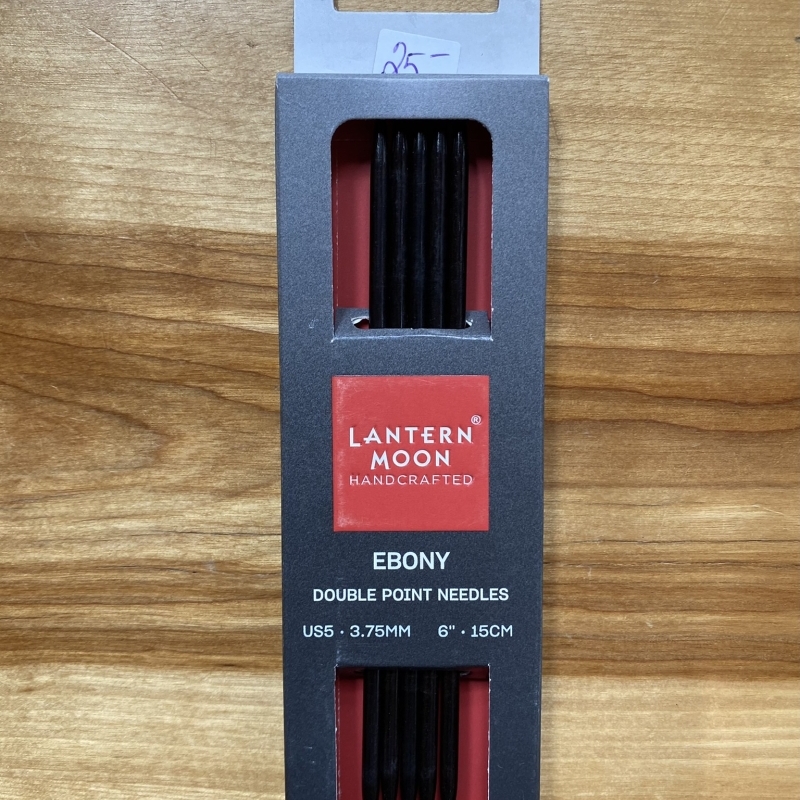 25-
LANTERN®
MOON
HANDCRAFTED
EBONY
DOUBLE POINT NEEDLES
US5 · 3.75MM 6" · 15CM